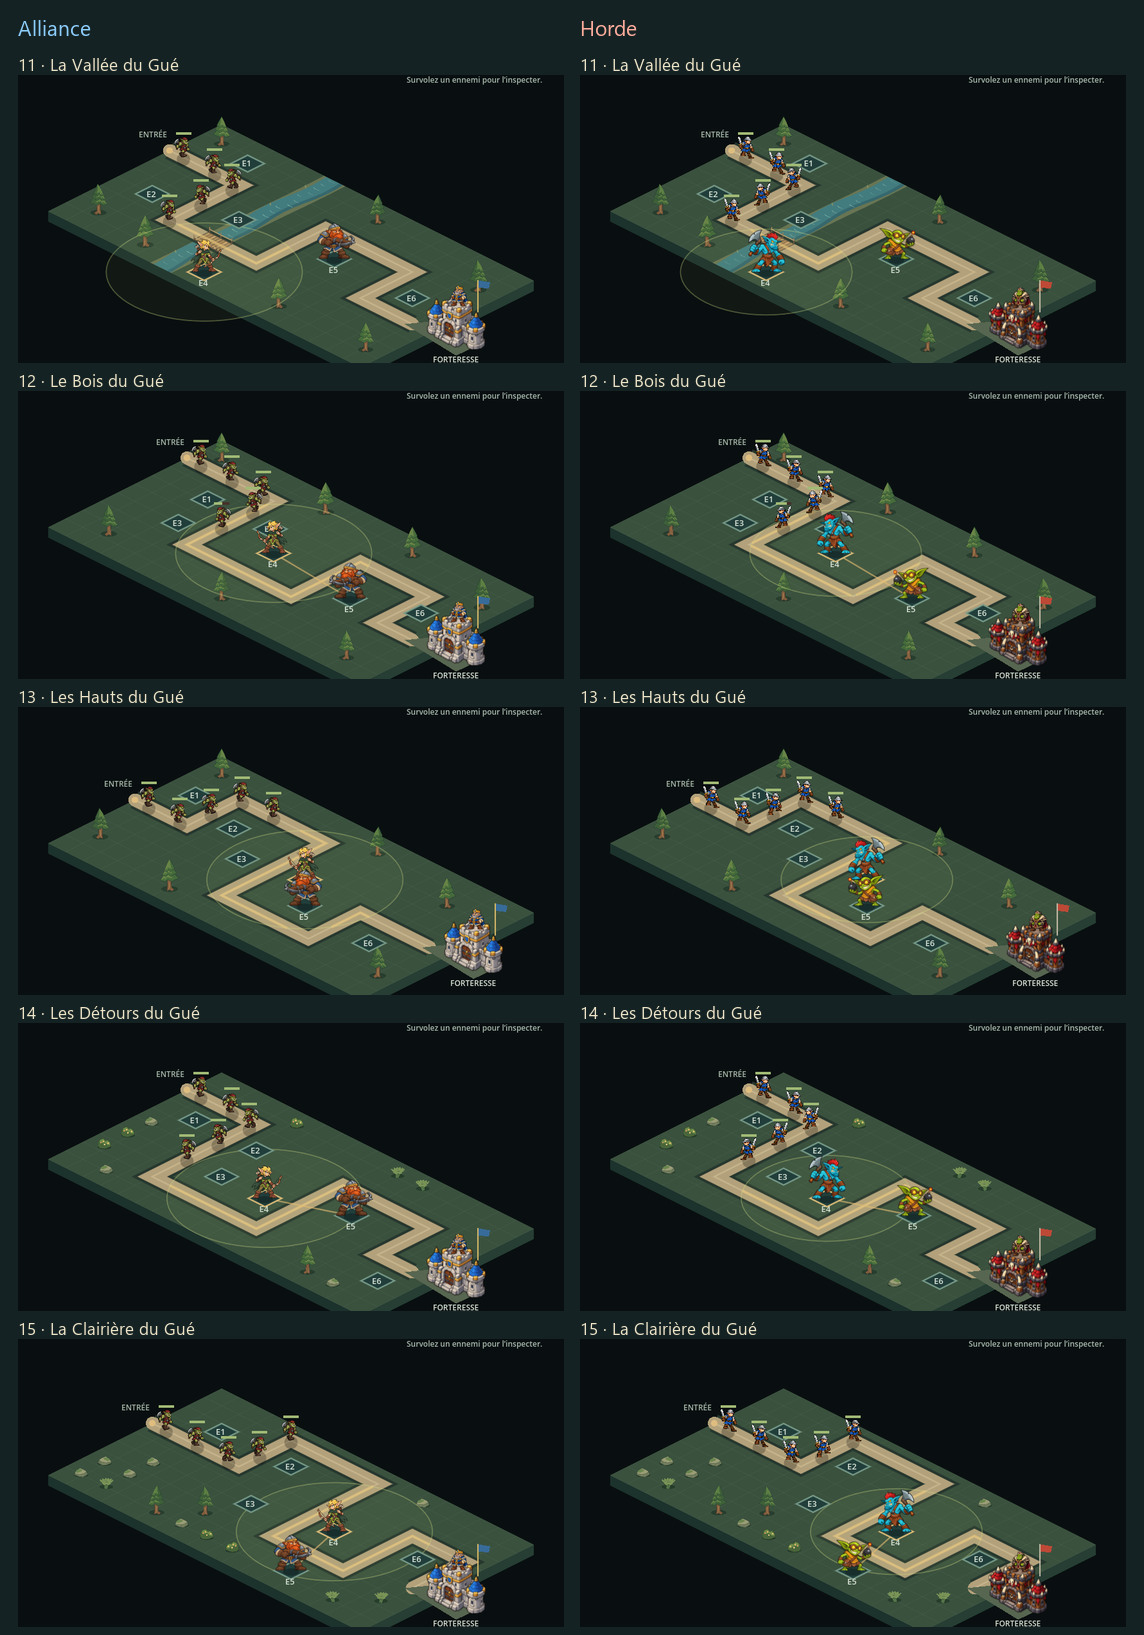 Alliance
Horde
11 · La Vallée du Gué
Survolez un ennemi pour l'inspecter.
ENTRÉE
E1
E2
E3
E4
E5
E6
FORTERESSE
11 · La Vallée du Gué
Survolez un ennemi pour l'inspecter.
ENTRÉE
E1
E2
E3
E4
E5
E6
FORTERESSE
12 · Le Bois du Gué
Survolez un ennemi pour l'inspecter.
ENTRÉE
E1
E3
E4
E5
E6
FORTERESSE
12 · Le Bois du Gué
Survolez un ennemi pour l'inspecter.
ENTRÉE
E1
E3
E4
E5
E6
FORTERESSE
13 · Les Hauts du Gué
Survolez un ennemi pour l'inspecter.
ENTRÉE
E1
E2
E3
E5
E6
FORTERESSE
13 · Les Hauts du Gué
Survolez un ennemi pour l'inspecter.
ENTRÉE
E1
E2
E3
E5
E6
FORTERESSE
14 · Les Détours du Gué
Survolez un ennemi pour l'inspecter.
ENTRÉE
E1
E2
E3
E4
E5
E6
FORTERESSE
14 · Les Détours du Gué
Survolez un ennemi pour l'inspecter.
ENTRÉE
E1
E2
E3
E4
E5
E6
FORTERESSE
15 · La Clairière du Gué
Survolez un ennemi pour l'inspecter.
ENTRÉE
E1
E2
E3
E4
E5
E6
FORTERESSE
15 · La Clairière du Gué
Survolez un ennemi pour l'inspecter.
ENTRÉE
E1
E2
E3
E4
E5
E6
FORTERESSE